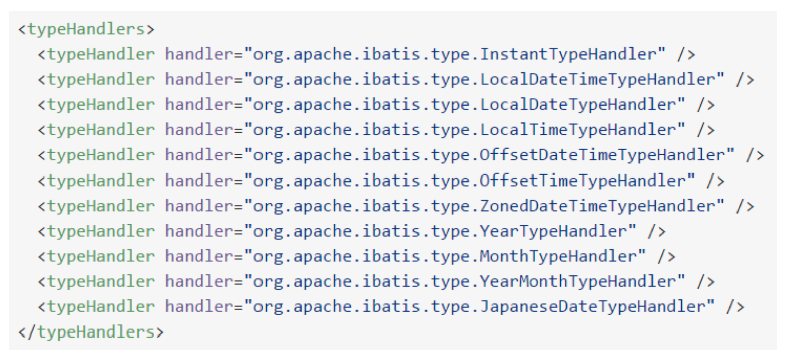 <typeHandlers>
  <typeHandler handler="org.apache.ibatis.type.InstantTypeHandler" />
  <typeHandler handler="org.apache.ibatis.type.LocalDateTimeTypeHandler" />
  <typeHandler handler="org.apache.ibatis.type.LocalDateTypeHandler" />
  <typeHandler handler="org.apache.ibatis.type.LocalTimeTypeHandler" />
  <typeHandler handler="org.apache.ibatis.type.OffsetDateTimeTypeHandler" />
  <typeHandler handler="org.apache.ibatis.type.OffsetTimeTypeHandler" />
  <typeHandler handler="org.apache.ibatis.type.ZonedDateTimeTypeHandler" />
  <typeHandler handler="org.apache.ibatis.type.YearTypeHandler" />
  <typeHandler handler="org.apache.ibatis.type.MonthTypeHandler" />
  <typeHandler handler="org.apache.ibatis.type.YearMonthTypeHandler" />
  <typeHandler handler="org.apache.ibatis.type.JapaneseDateTypeHandler" />
</typeHandlers>